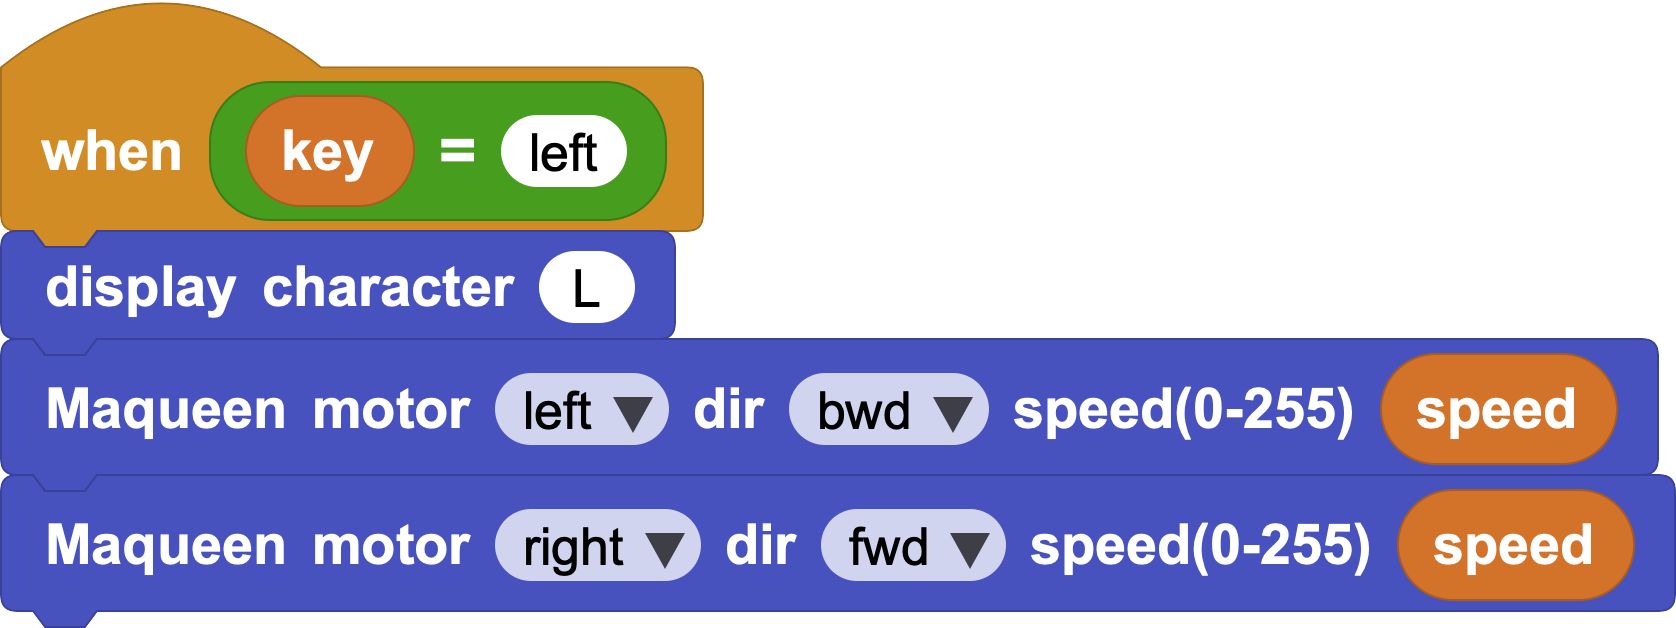 when key = left
display character L
Maqueen motor left ▼ dir bwd ▼ speed(0-255) speed
Maqueen motor right ▼ dir fwd ▼ speed(0-255) speed